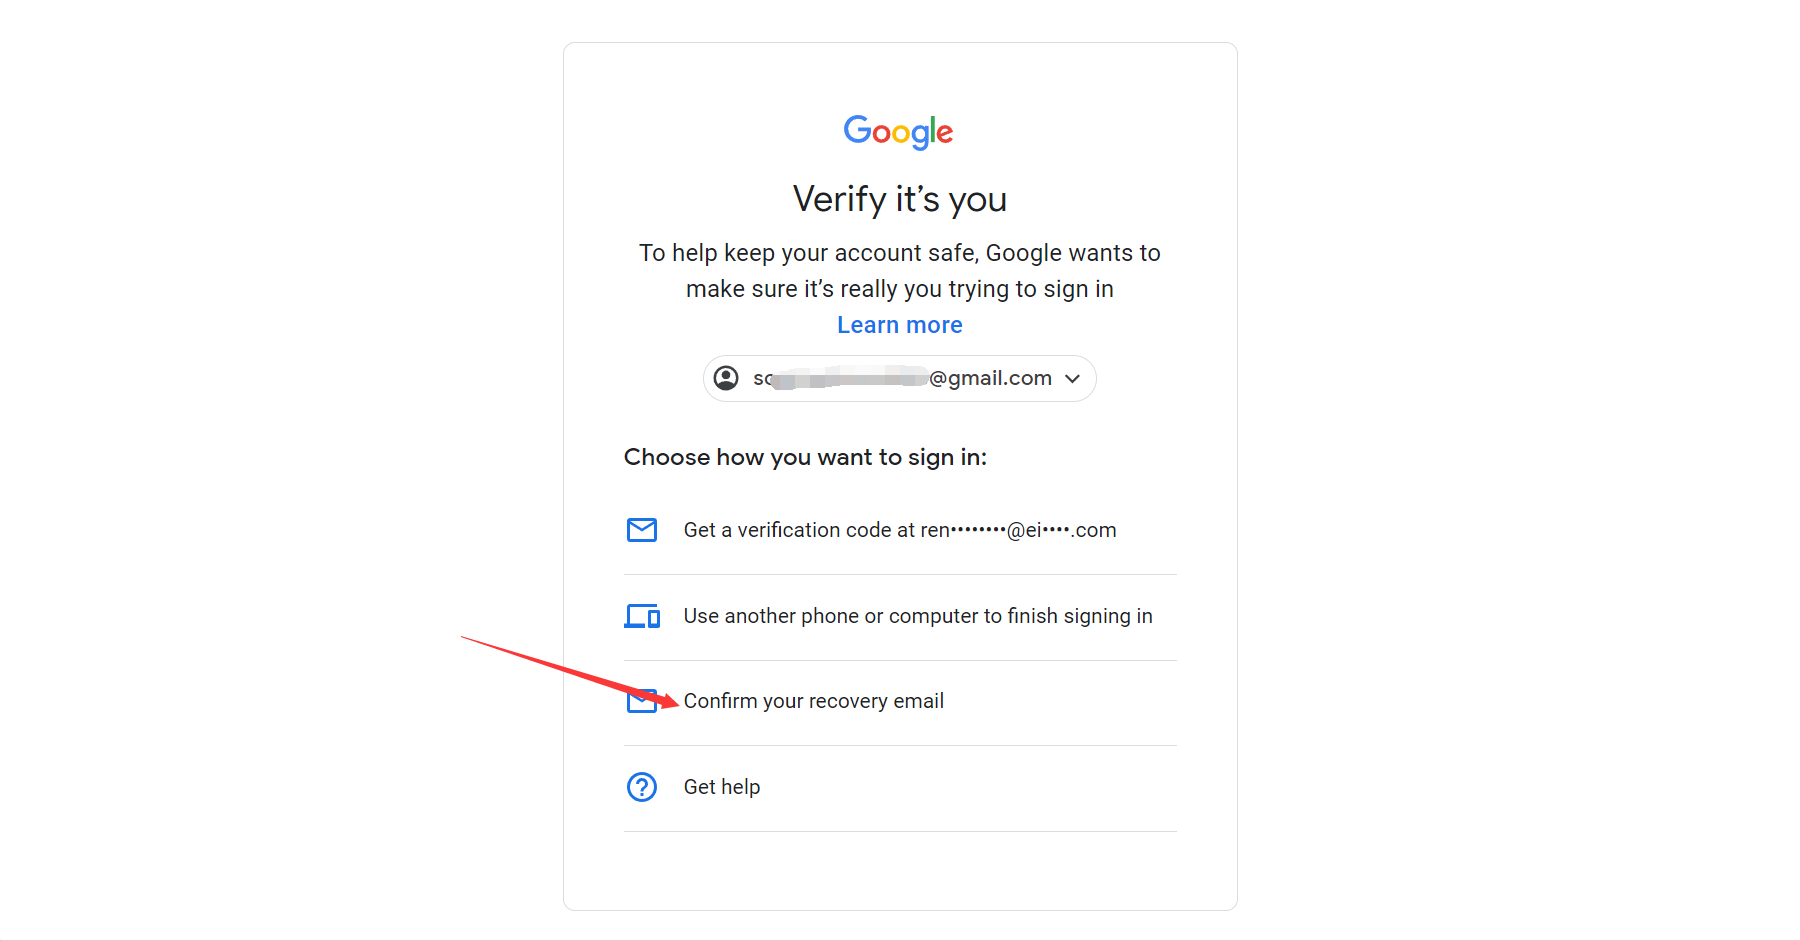 Google
Verify it’s you
To help keep your account safe, Google wants to
make sure it’s really you trying to sign in
Learn more
@gmail.com
Choose how you want to sign in:
Get a verification code at ren••••••••@ei••••.com
Use another phone or computer to finish signing in
Confirm your recovery email
Get help